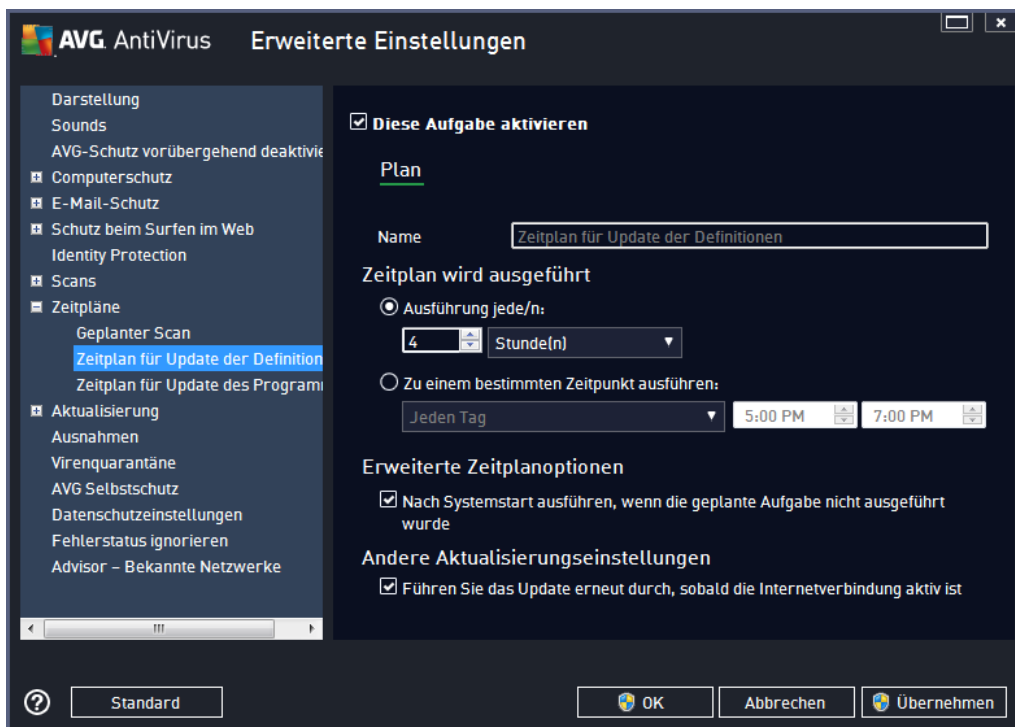 AVG. AntiVirus Erweiterte Einstellungen
Darstellung
Sounds
AVG-Schutz vorübergehend deaktivie
Computerschutz
E-Mail-Schutz
Schutz beim Surfen im Web
Identity Protection
Scans
Zeitpläne
Geplanter Scan
Zeitplan für Update der Definition
Zeitplan für Update des Program
Aktualisierung
Ausnahmen
Virenquarantäne
AVG Selbstschutz
Datenschutzeinstellungen
Fehlerstatus ignorieren
Advisor – Bekannte Netzwerke
Diese Aufgabe aktivieren
Plan
Name Zeitplan für Update der Definitionen
Zeitplan wird ausgeführt
Ausführung jede/n:
4 Stunde(n)
Zu einem bestimmten Zeitpunkt ausführen:
Jeden Tag 5:00 PM 7:00 PM
Erweiterte Zeitplanoptionen
Nach Systemstart ausführen, wenn die geplante Aufgabe nicht ausgeführt
wurde
Andere Aktualisierungseinstellungen
Führen Sie das Update erneut durch, sobald die Internetverbindung aktiv ist
? Standard OK Abbrechen Übernehmen